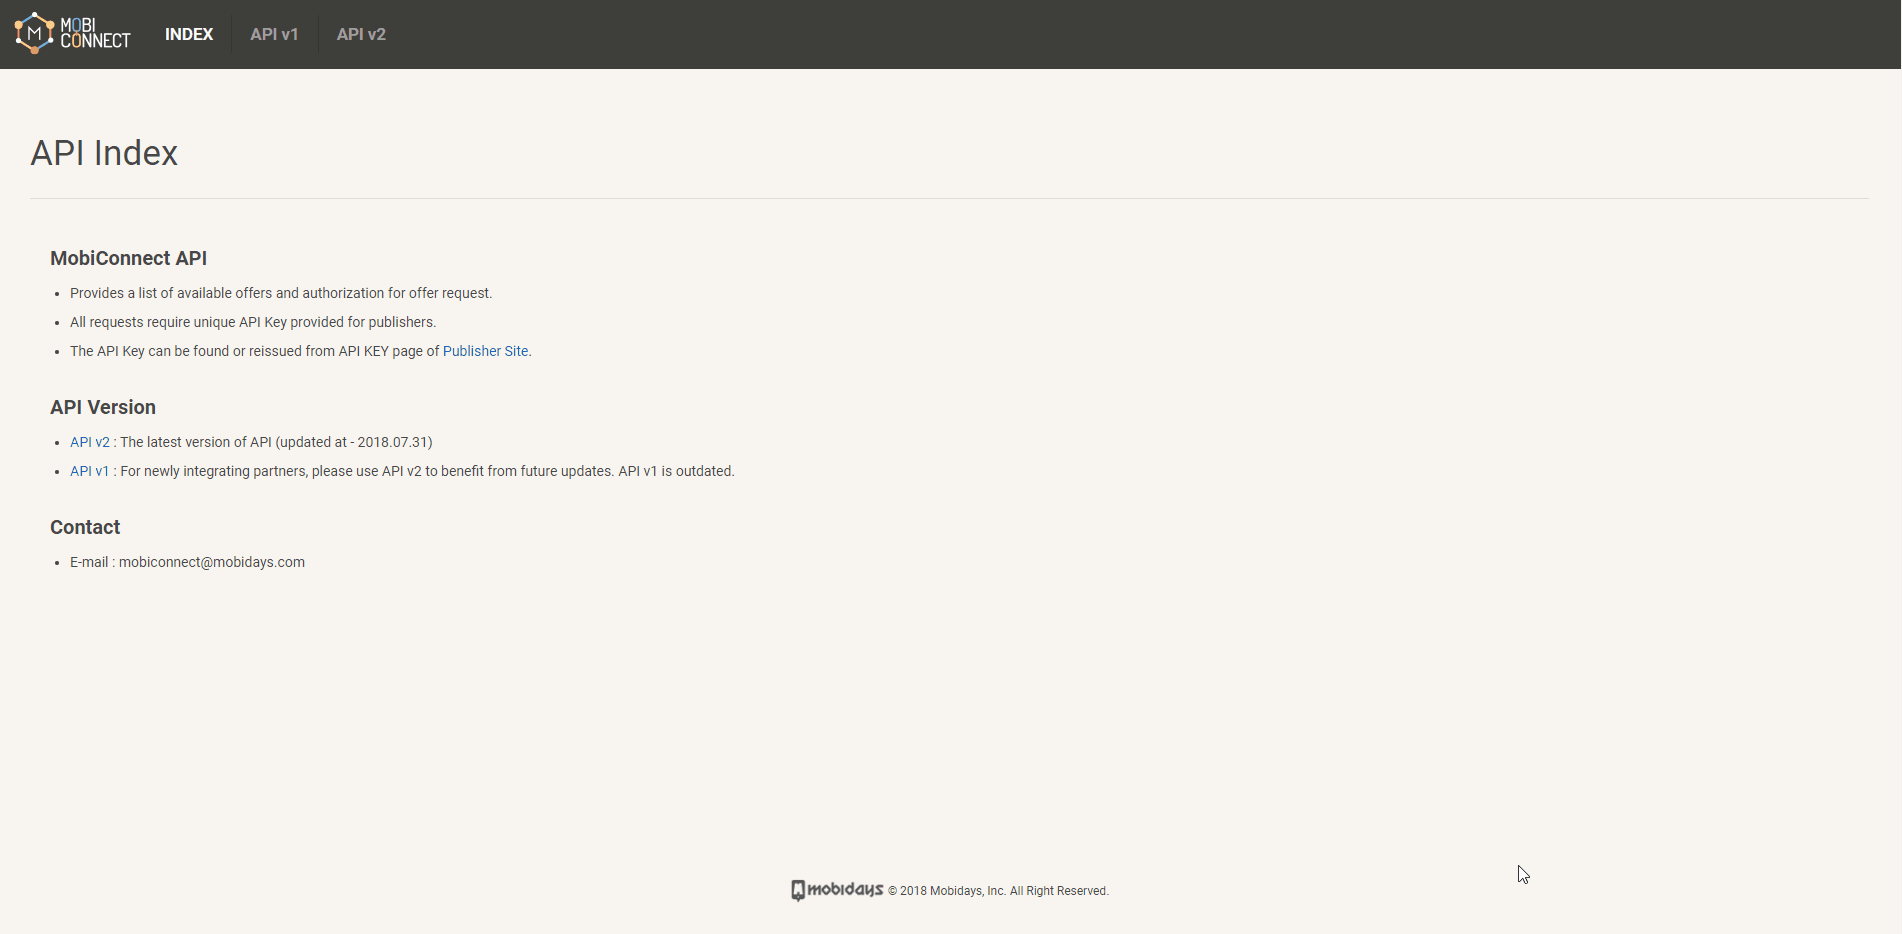 MOBI
CONNECT
M
INDEX
API v1
API v2
API Index
MobiConnect API
Provides a list of available offers and authorization for offer request.
All requests require unique API Key provided for publishers.
The API Key can be found or reissued from API KEY page of Publisher Site.
API Version
API v2 : The latest version of API (updated at - 2018.07.31)
API v1 : For newly integrating partners, please use API v2 to benefit from future updates. API v1 is outdated.
Contact
E-mail : mobiconnect@mobidays.com
mobidays © 2018 Mobidays, Inc. All Right Reserved.